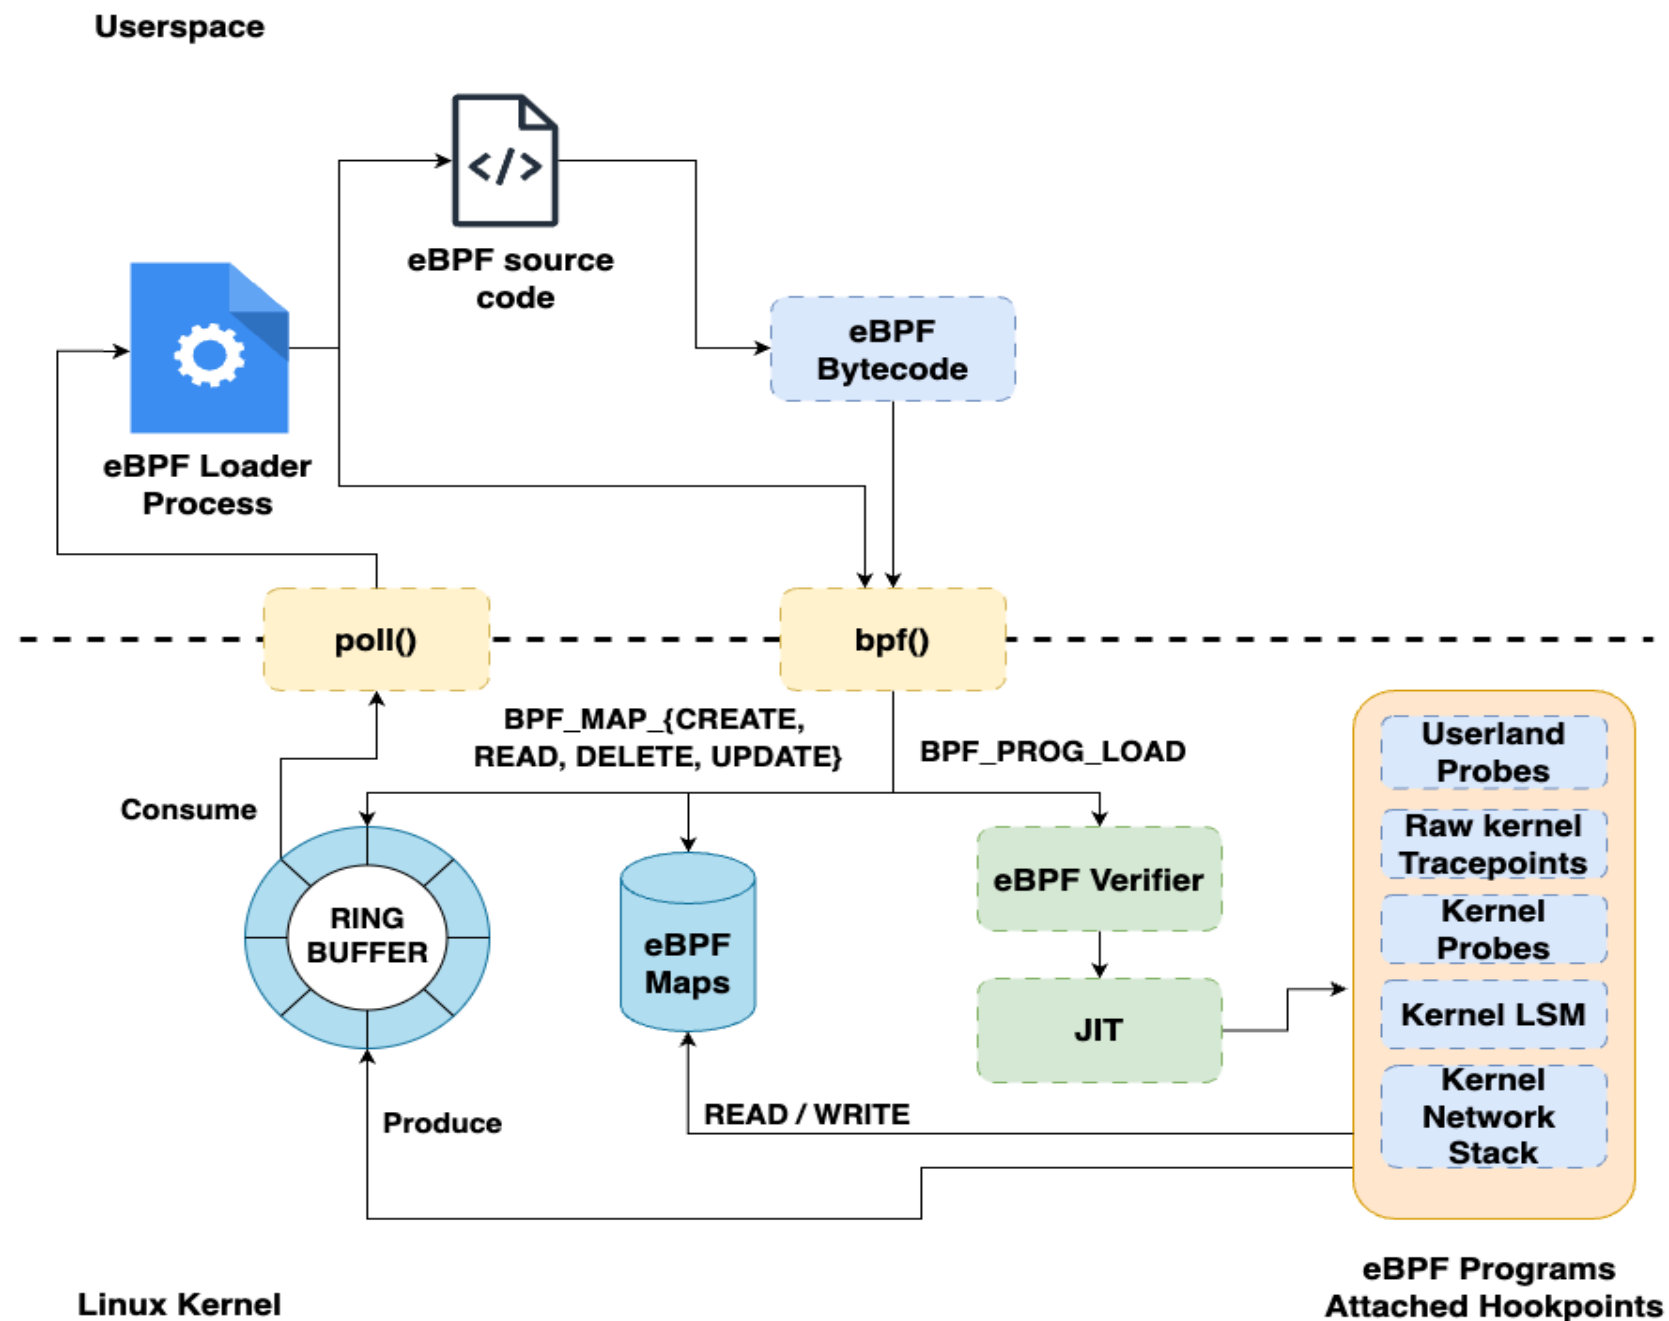 Userspace
</>
eBPF source
code
eBPF
Bytecode
eBPF Loader
Process
poll()
bpf()
BPF_MAP_{CREATE,
READ, DELETE, UPDATE}
BPF_PROG_LOAD
Consume
RING
BUFFER
eBPF
Maps
eBPF Verifier
JIT
Userland
Probes
Raw kernel
Tracepoints
Kernel
Probes
Kernel LSM
Kernel
Network
Stack
Produce
READ / WRITE
eBPF Programs
Attached Hookpoints
Linux Kernel